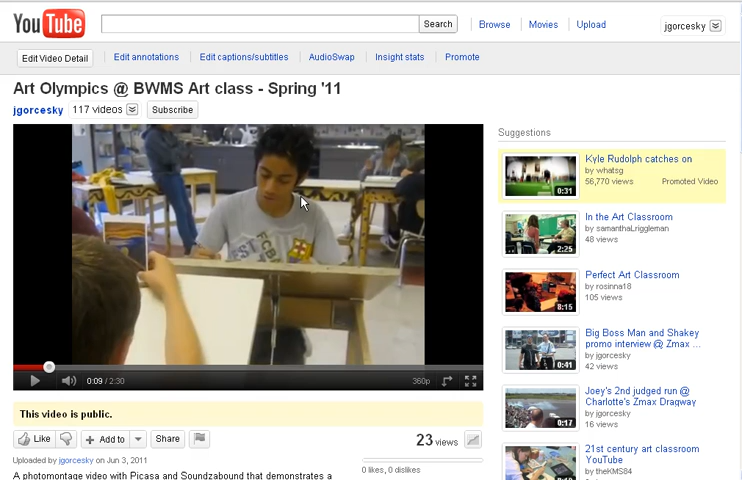 YouTube
Search
Browse
Movies
Upload
jgorcesky
Edit Video Detail
Edit annotations
Edit captions/subtitles
AudioSwap
Insight stats
Promote
Art Olympics @ BWMS Art class - Spring '11
jgorcesky
117 videos
Subscribe
FCB
0:09 / 2:30
360p
This video is public.
Like
Add to
Share
23 views
Uploaded by jgorcesky on Jun 3, 2011
0 likes, 0 dislikes
A photomontage video with Picasa and Soundzabound that demonstrates a
Suggestions
0:31
Kyle Rudolph catches on
by whatsg
56,770 views
Promoted Video
2:25
In the Art Classroom
by samanthaLriggleman
48 views
8:15
Perfect Art Classroom
by rosinna18
105 views
0:41
Big Boss Man and Shakey
promo interview @ Zmax ...
by jgorcesky
42 views
0:17
Joey's 2nd judged run @
Charlotte's Zmax Dragway
by jgorcesky
16 views
21st century art classroom
YouTube
by theKMS84